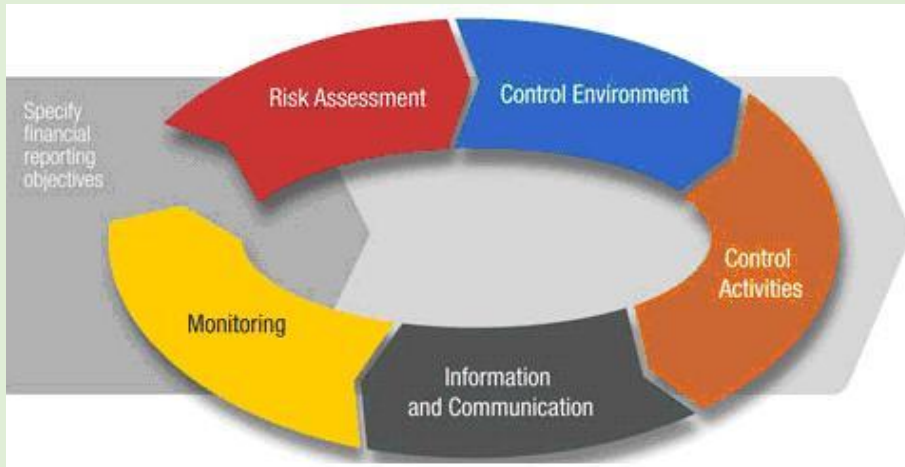 Specify
financial
reporting
objectives
Risk Assessment
Control Environment
Control
Activities
Information
and Communication
Monitoring